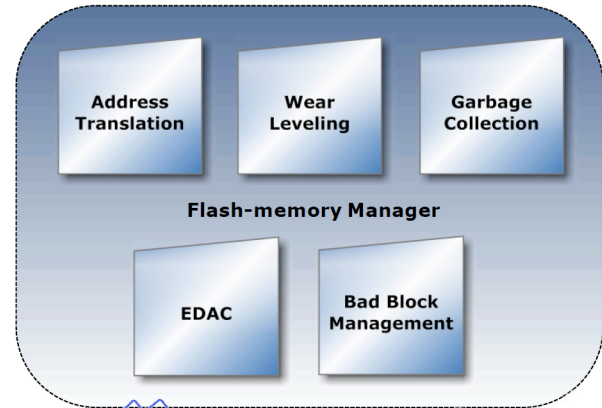 Address
Translation
Wear
Leveling
Garbage
Collection
Flash-memory Manager
EDAC
Bad Block
Management